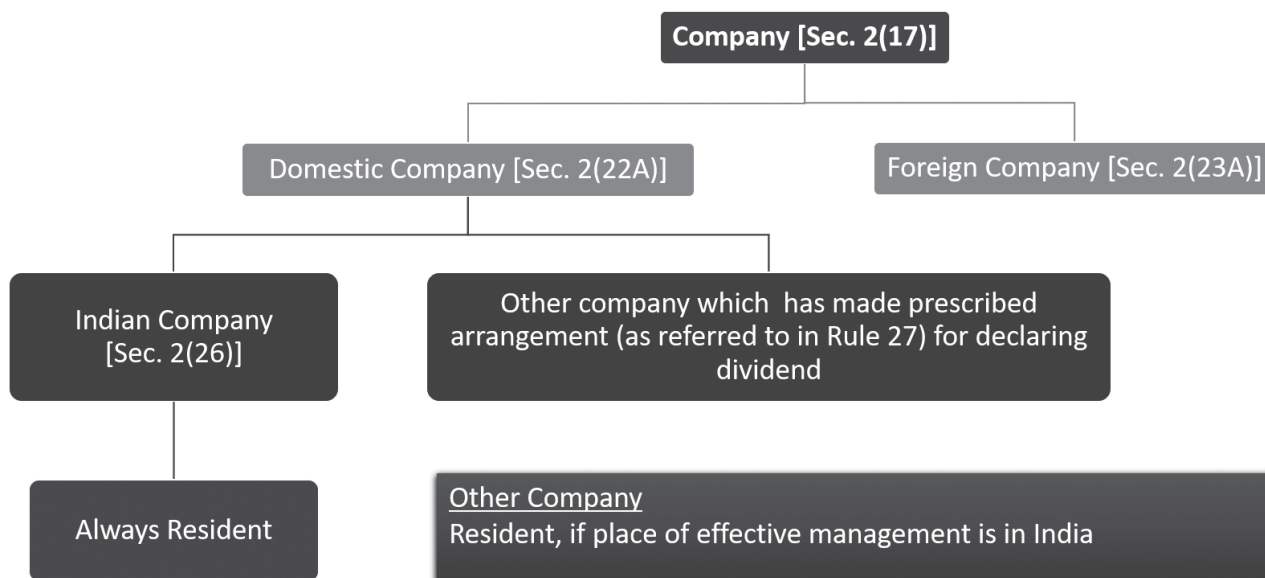 Company [Sec. 2(17)]
Domestic Company [Sec. 2(22A)]
Foreign Company [Sec. 2(23A)]
Indian Company
[Sec. 2(26)]
Other company which has made prescribed
arrangement (as referred to in Rule 27) for declaring
dividend
Always Resident
Other Company
Resident, if place of effective management is in India